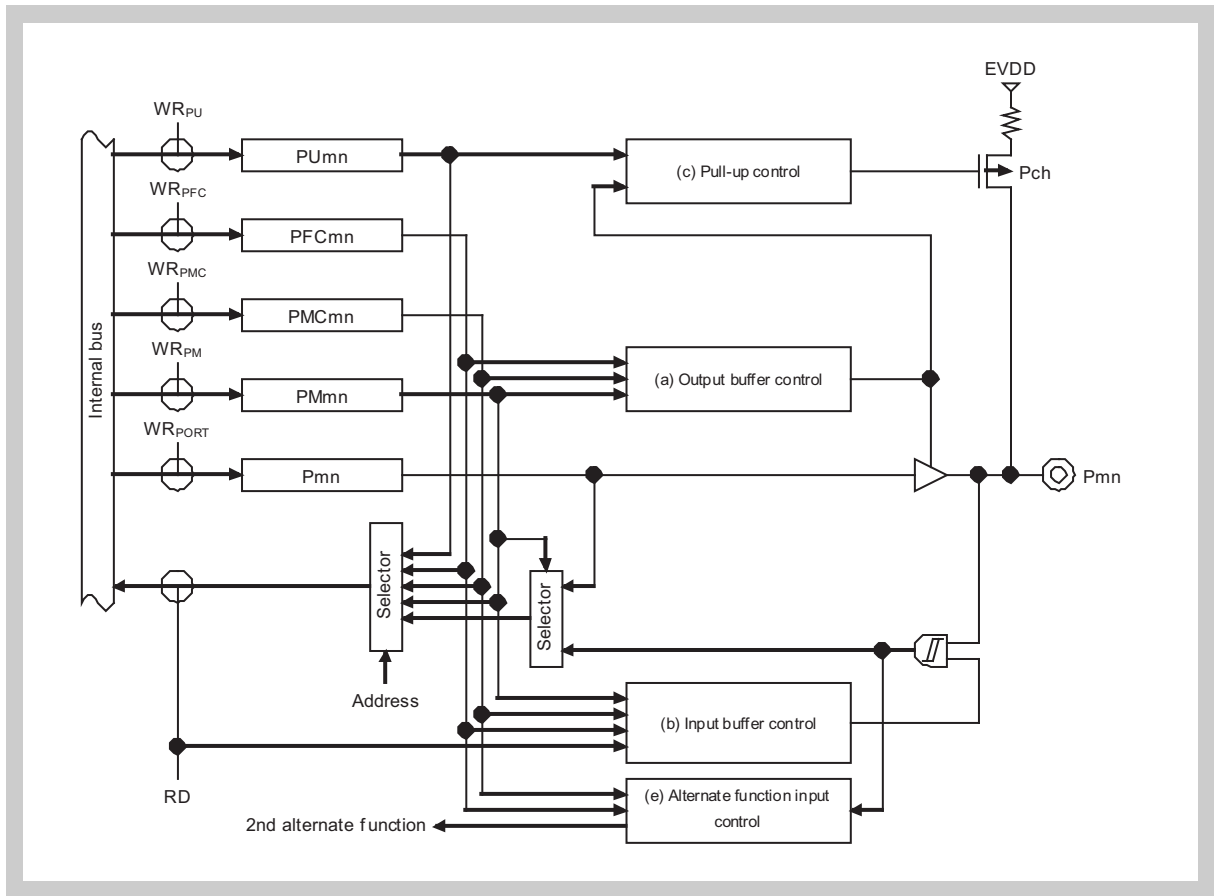 EVDD
WRPU
PUmn
(c) Pull-up control
Pch
WRPFC
PFCmn
WRPMC
PMCmn
Internal bus
WRPM
PMmn
(a) Output buffer control
WRPORT
Pmn
Pmn
Selector
Selector
Address
(b) Input buffer control
RD
(e) Alternate function input
control
2nd alternate function